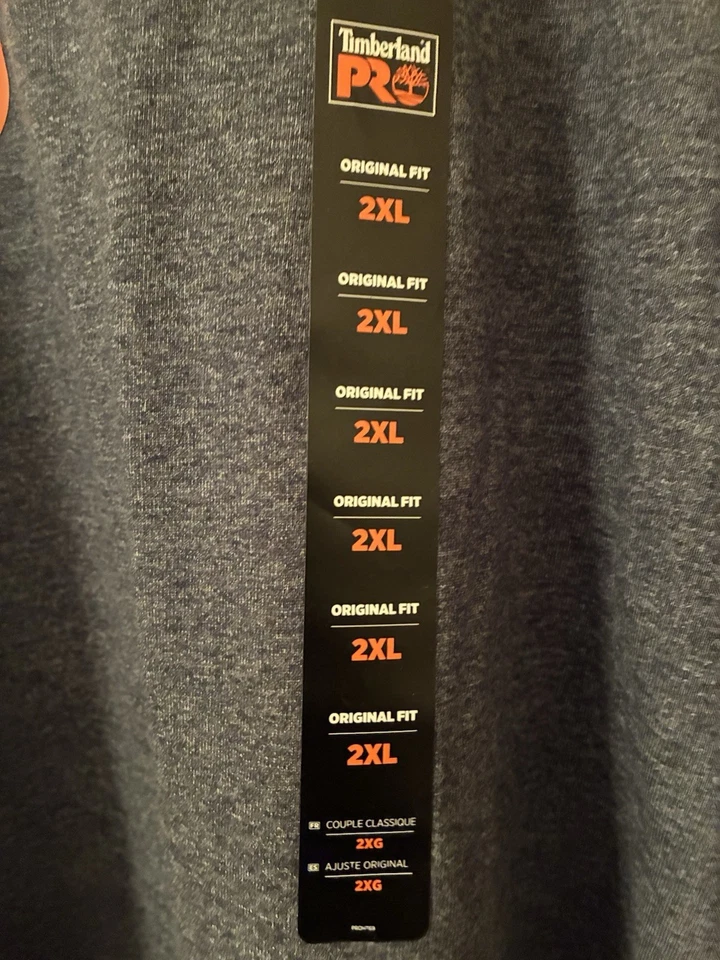 Timberland
PRO
ORIGINAL FIT
2XL
ORIGINAL FIT
2XL
ORIGINAL FIT
2XL
ORIGINAL FIT
2XL
ORIGINAL FIT
2XL
ORIGINAL FIT
2XL
FR COUPLE CLASSIQUE
2XG
ES AJUSTE ORIGINAL
2XG